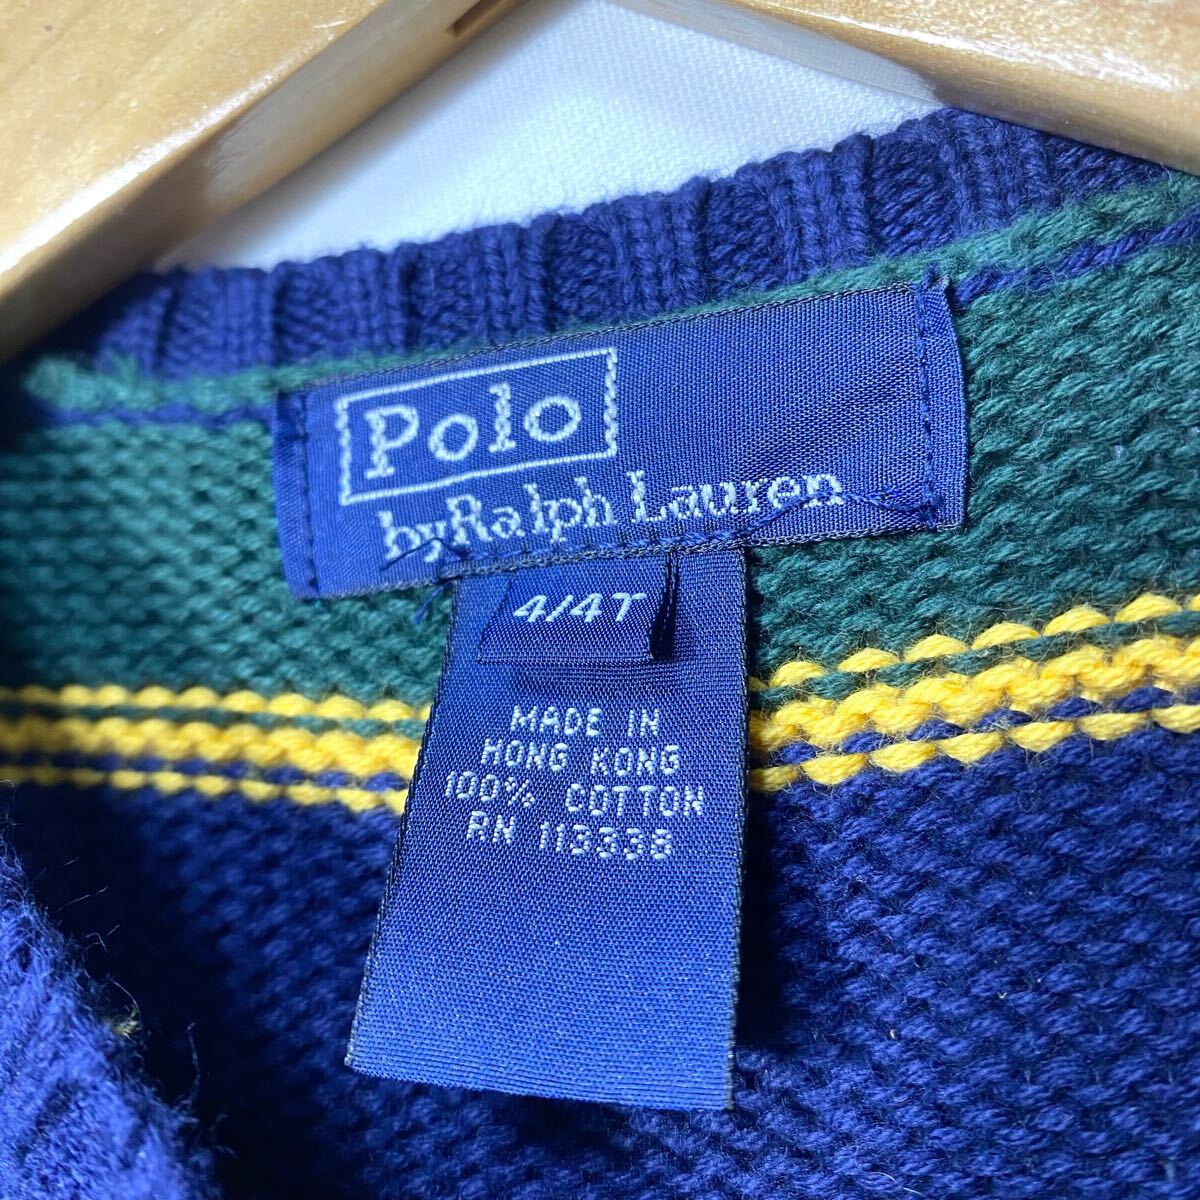 Polo
by Ralph Lauren
4/4T
MADE IN
HONG KONG
100% COTTON
RN 113338